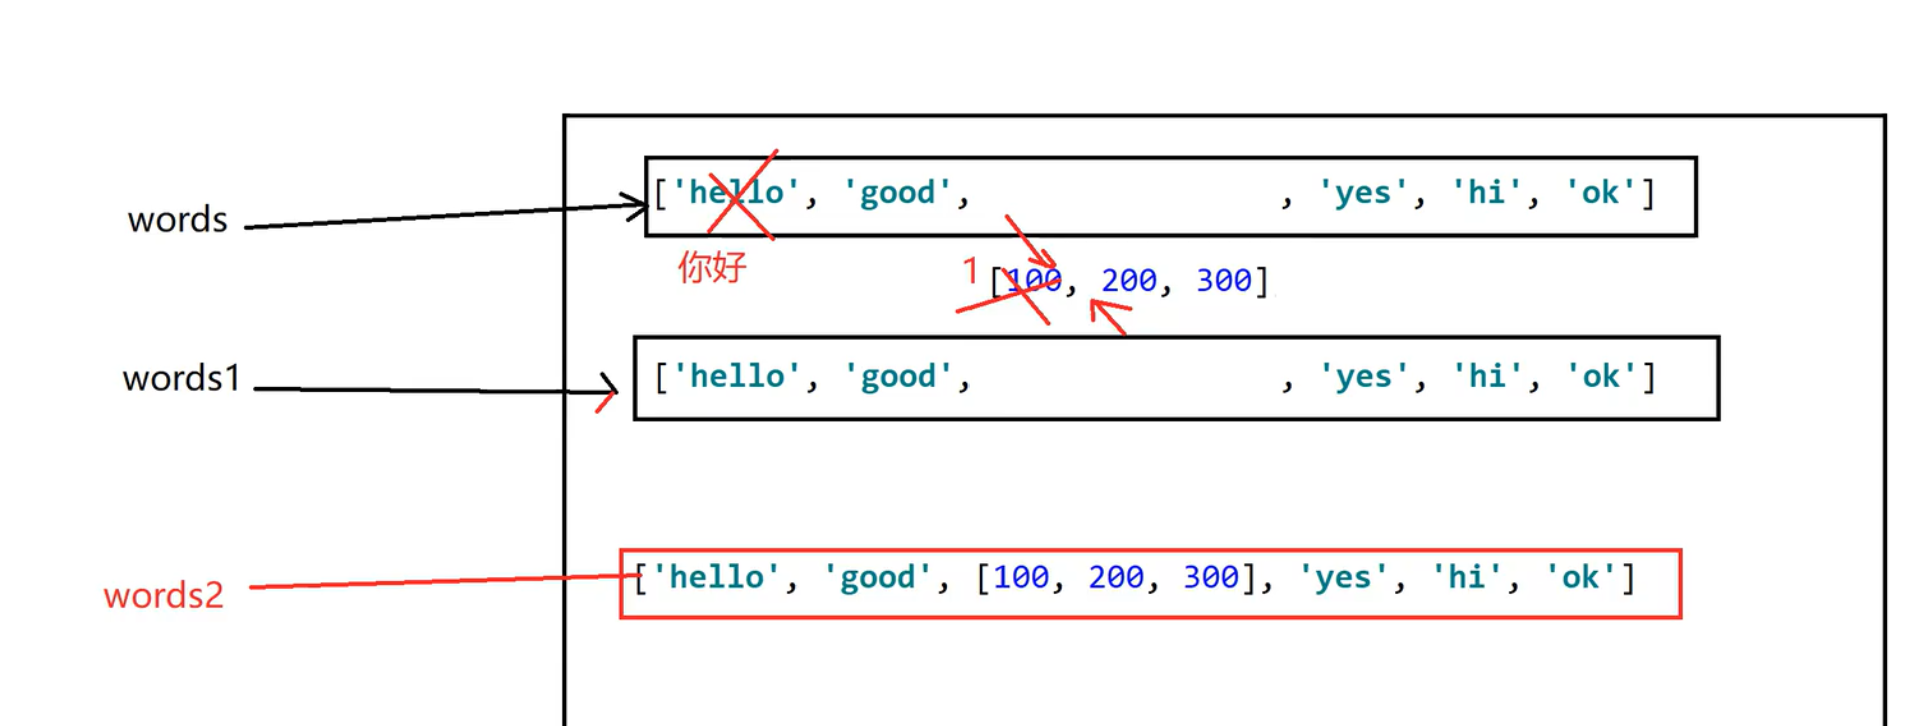 words ['hello', 'good', , 'yes', 'hi', 'ok']
你好 1 [100, 200, 300]
words1 ['hello', 'good', , 'yes', 'hi', 'ok']
words2 ['hello', 'good', [100, 200, 300], 'yes', 'hi', 'ok']